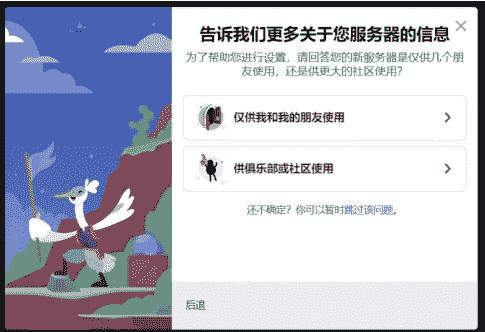 告诉我们更多关于您服务器的信息
为了帮助您进行设置，请回答您的新服务器是仅供几个朋
友使用，还是供更大的社区使用？
仅供我和我的朋友使用
供俱乐部或社区使用
还不确定？你可以暂时跳过该问题。
后退